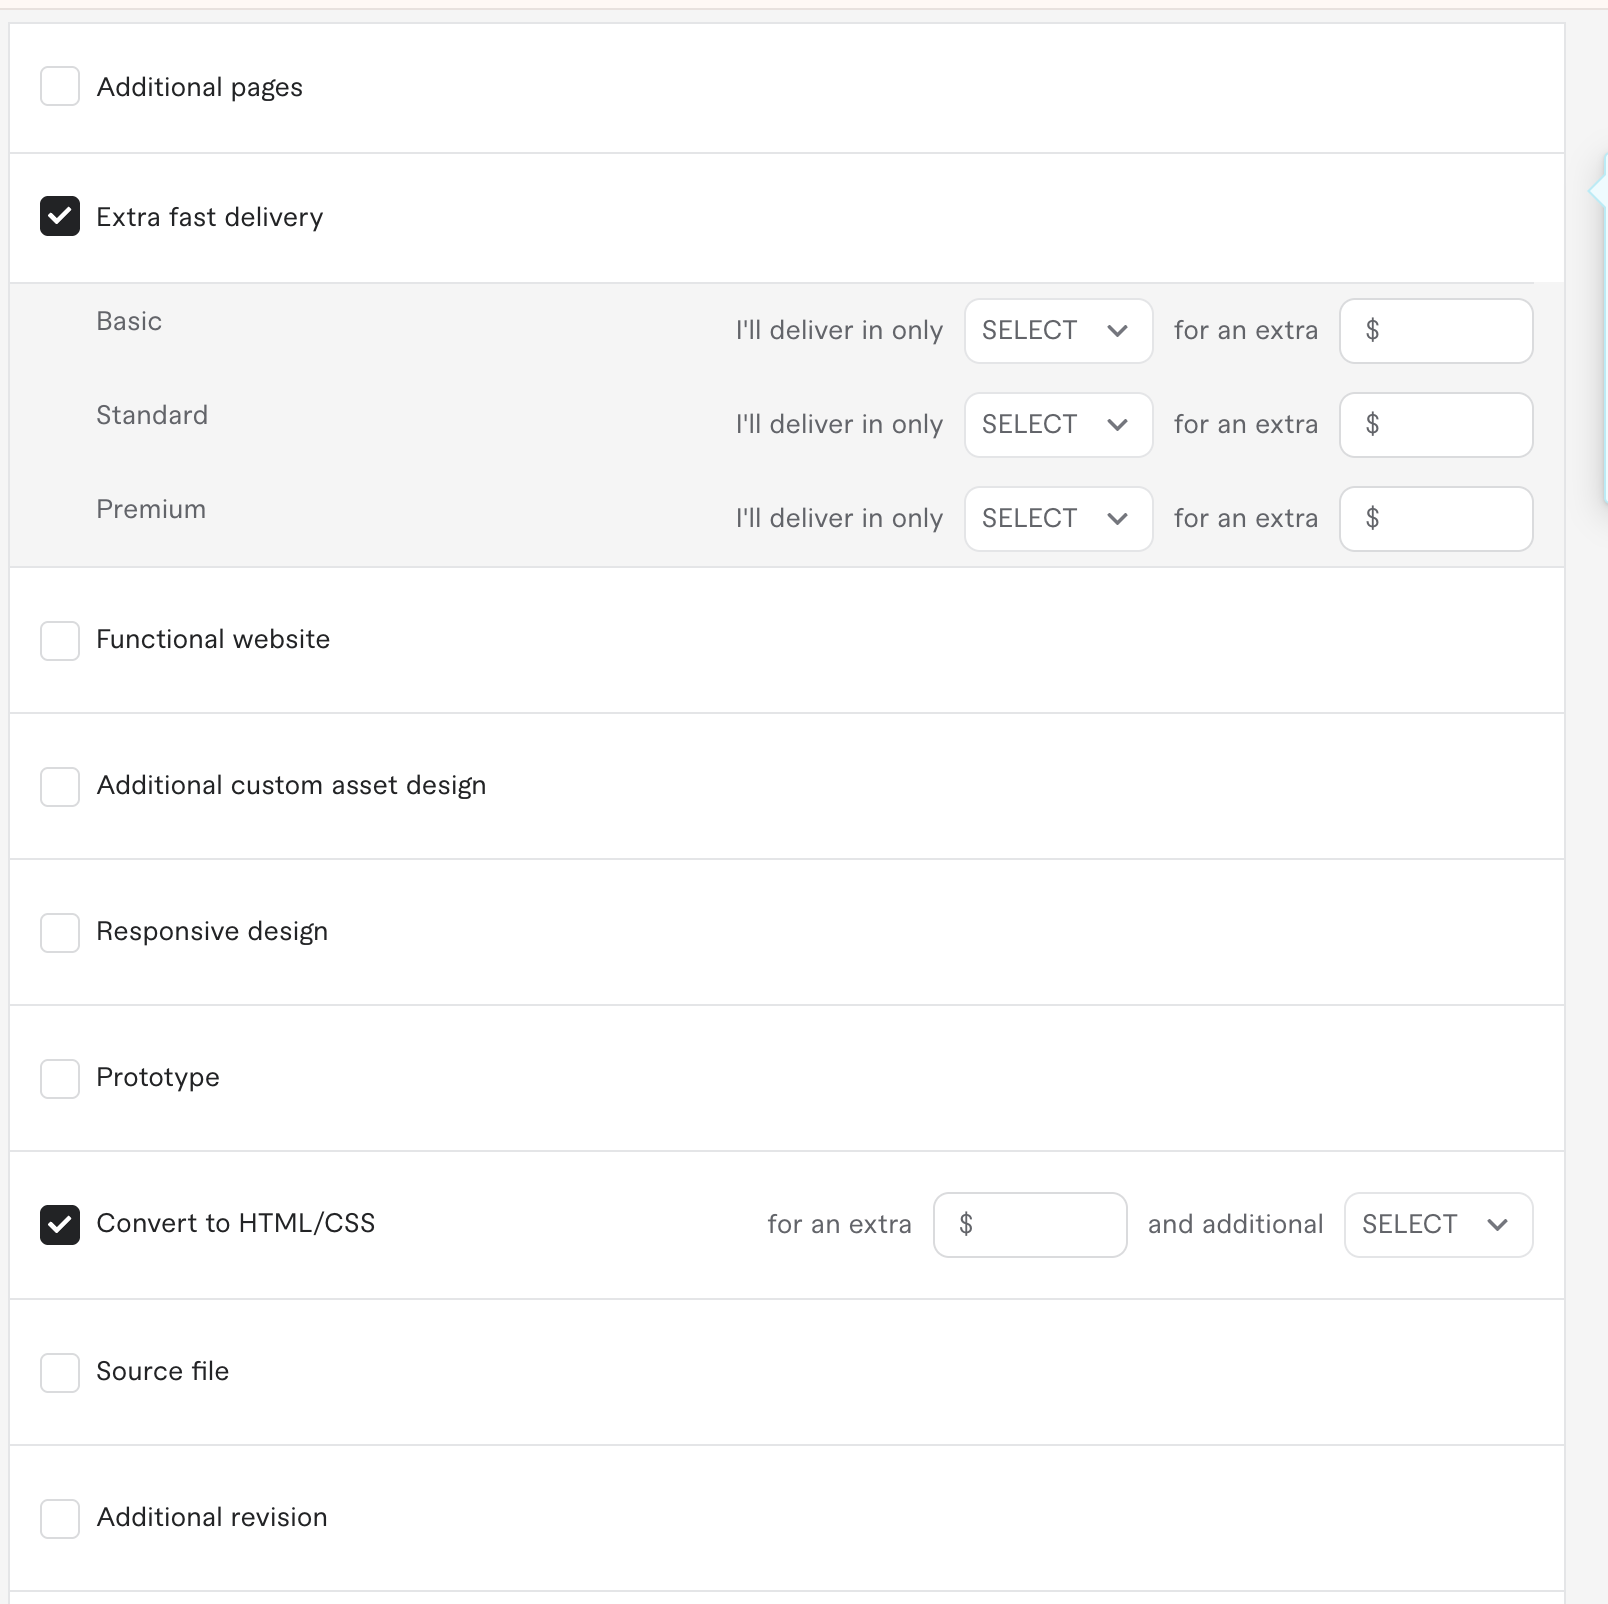 Additional pages
Extra fast delivery
Basic I'll deliver in only SELECT for an extra $
Standard I'll deliver in only SELECT for an extra $
Premium I'll deliver in only SELECT for an extra $
Functional website
Additional custom asset design
Responsive design
Prototype
Convert to HTML/CSS for an extra $ and additional SELECT
Source file
Additional revision